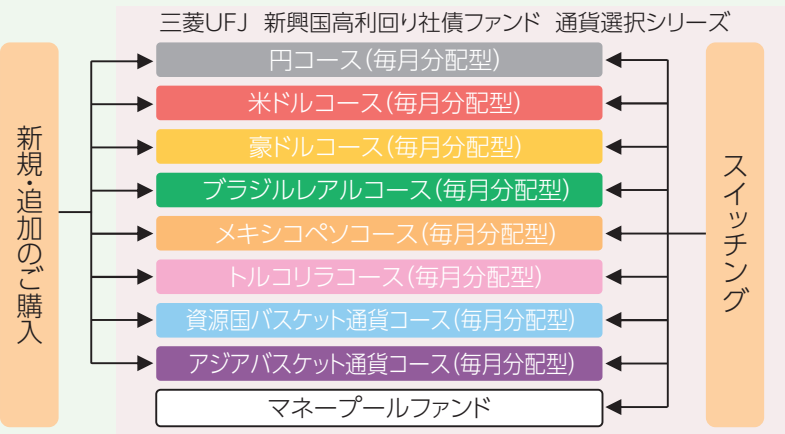 三菱UFJ 新興国高利回り社債ファンド 通貨選択シリーズ
新規・追加のご購入
円コース(毎月分配型)
米ドルコース(毎月分配型)
豪ドルコース(毎月分配型)
ブラジルレアルコース(毎月分配型)
メキシコペソコース(毎月分配型)
トルコリラコース(毎月分配型)
資源国バスケット通貨コース(毎月分配型)
アジアバスケット通貨コース(毎月分配型)
マネープールファンド
スイッチング